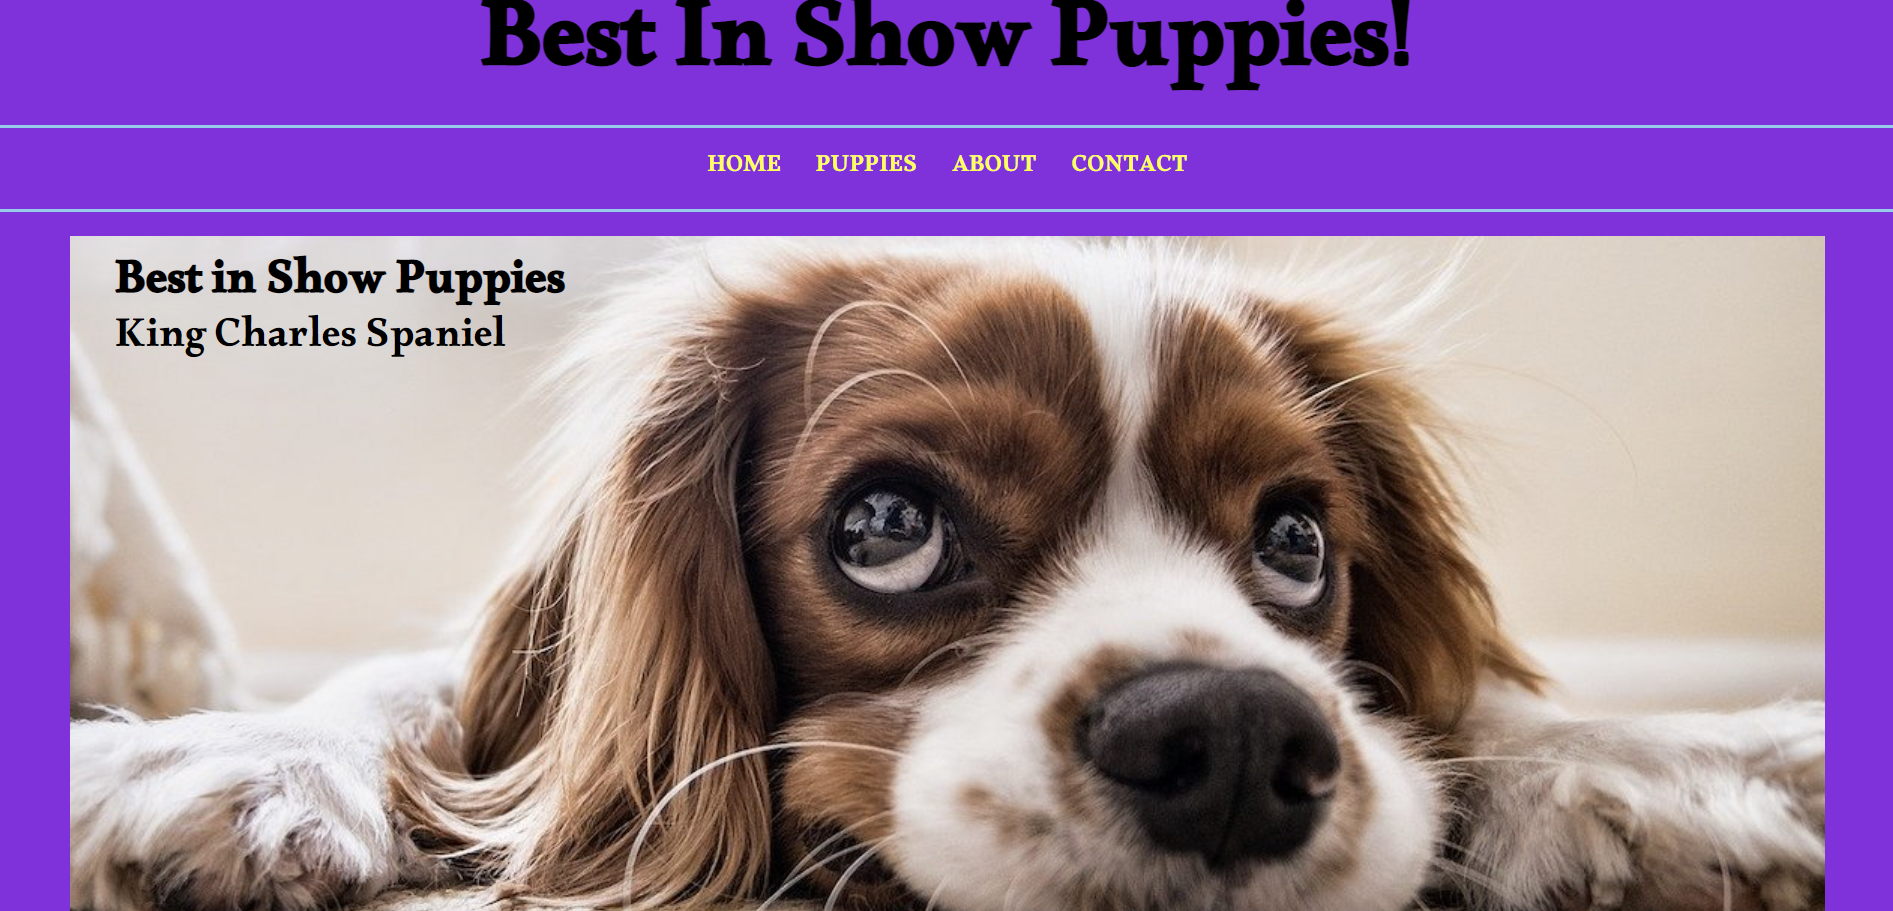 Best In Show Puppies!
HOME PUPPIES ABOUT CONTACT
Best in Show Puppies
King Charles Spaniel